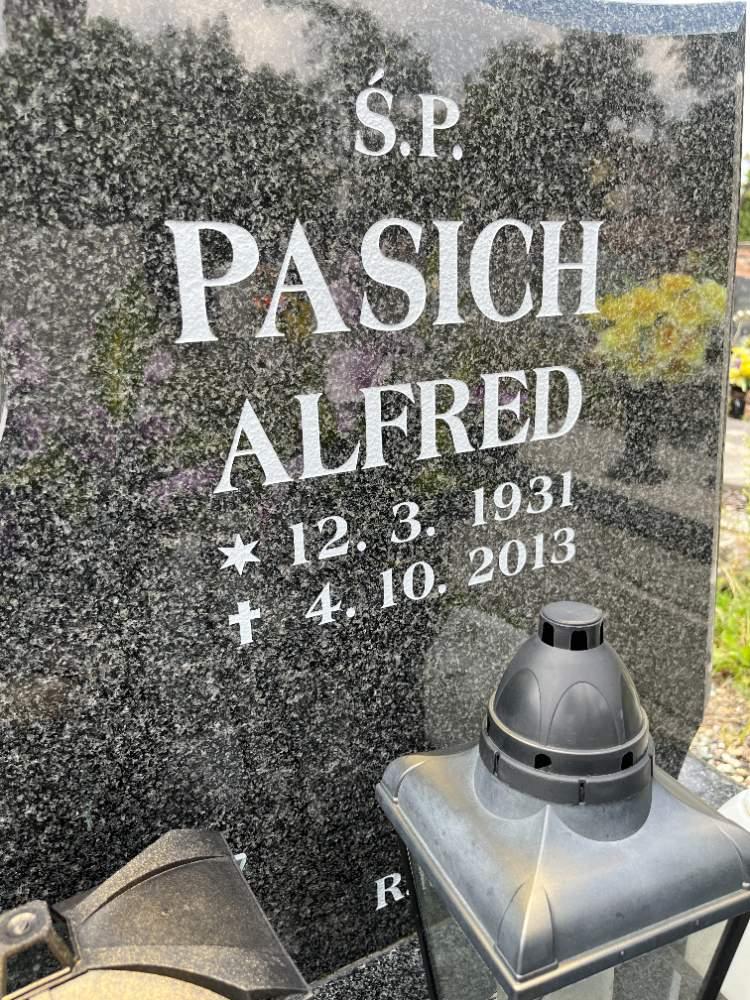 Ś.P.
PASICH
ALFRED
* 12. 3. 1931
✝ 4. 10. 2013
R.